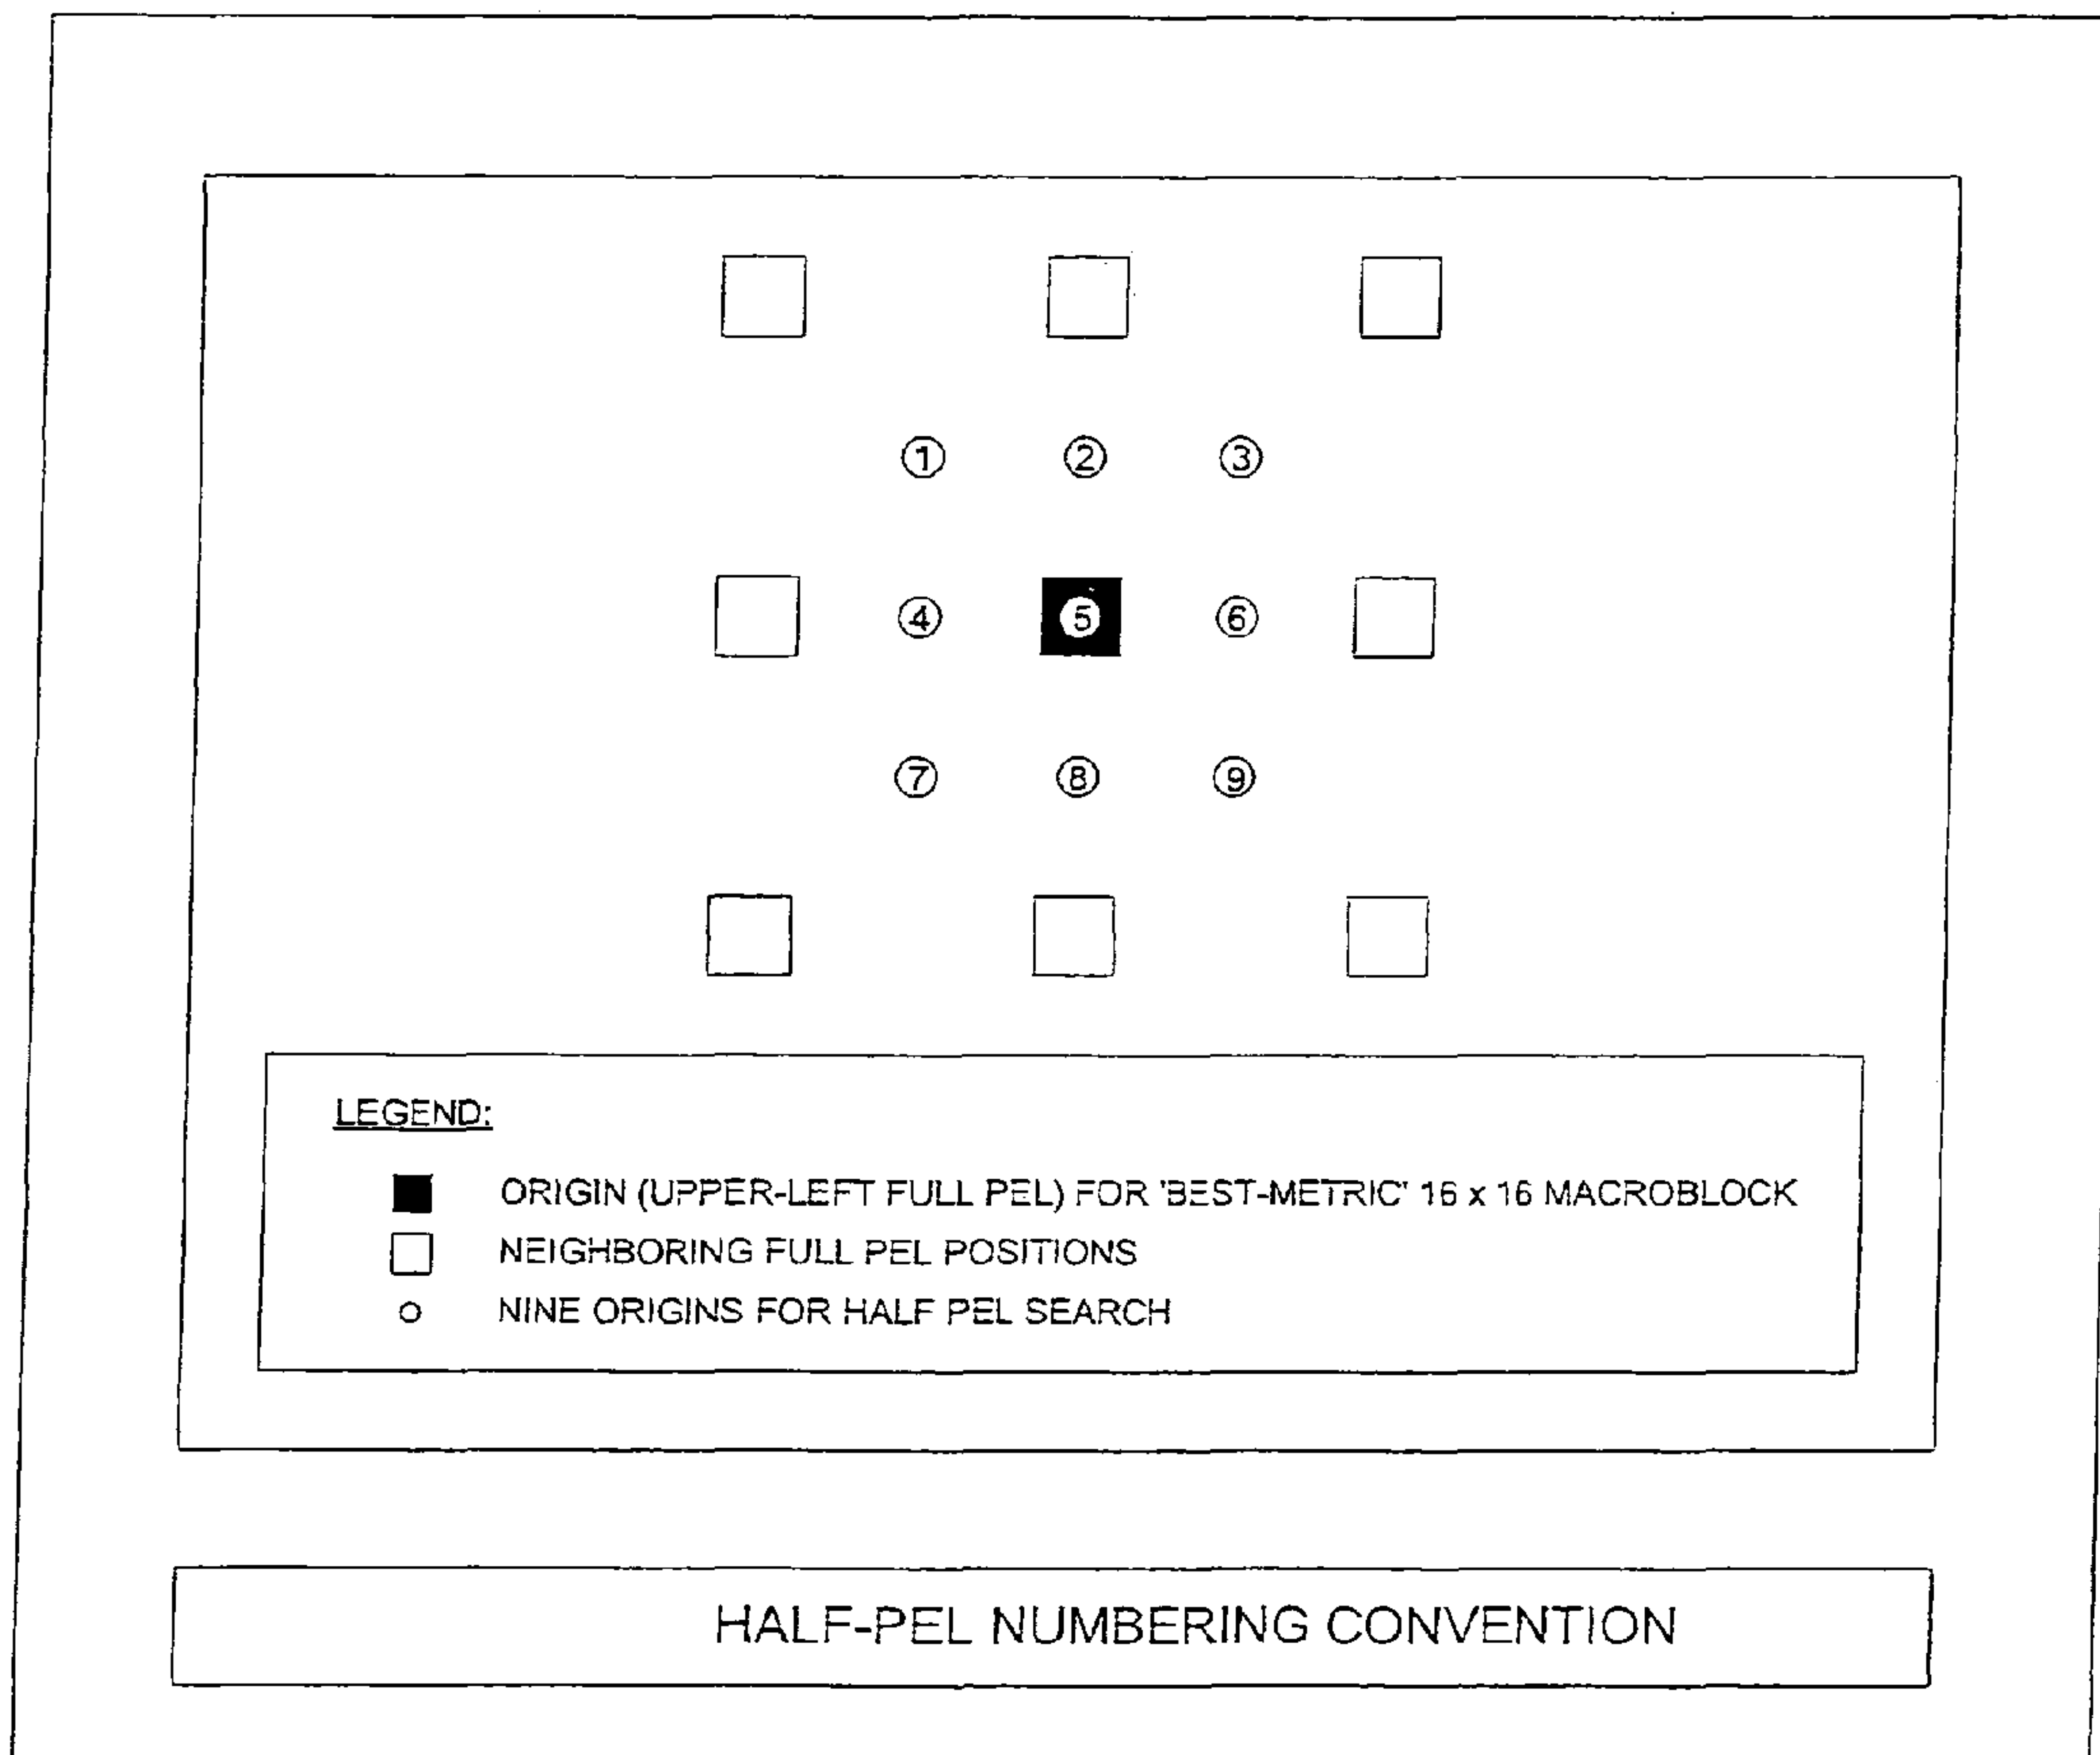 ① ② ③
④ ⑤ ⑥
⑦ ⑧ ⑨
LEGEND:
ORIGIN (UPPER-LEFT FULL PEL) FOR 'BEST-METRIC' 16 x 16 MACROBLOCK
NEIGHBORING FULL PEL POSITIONS
NINE ORIGINS FOR HALF PEL SEARCH
HALF-PEL NUMBERING CONVENTION